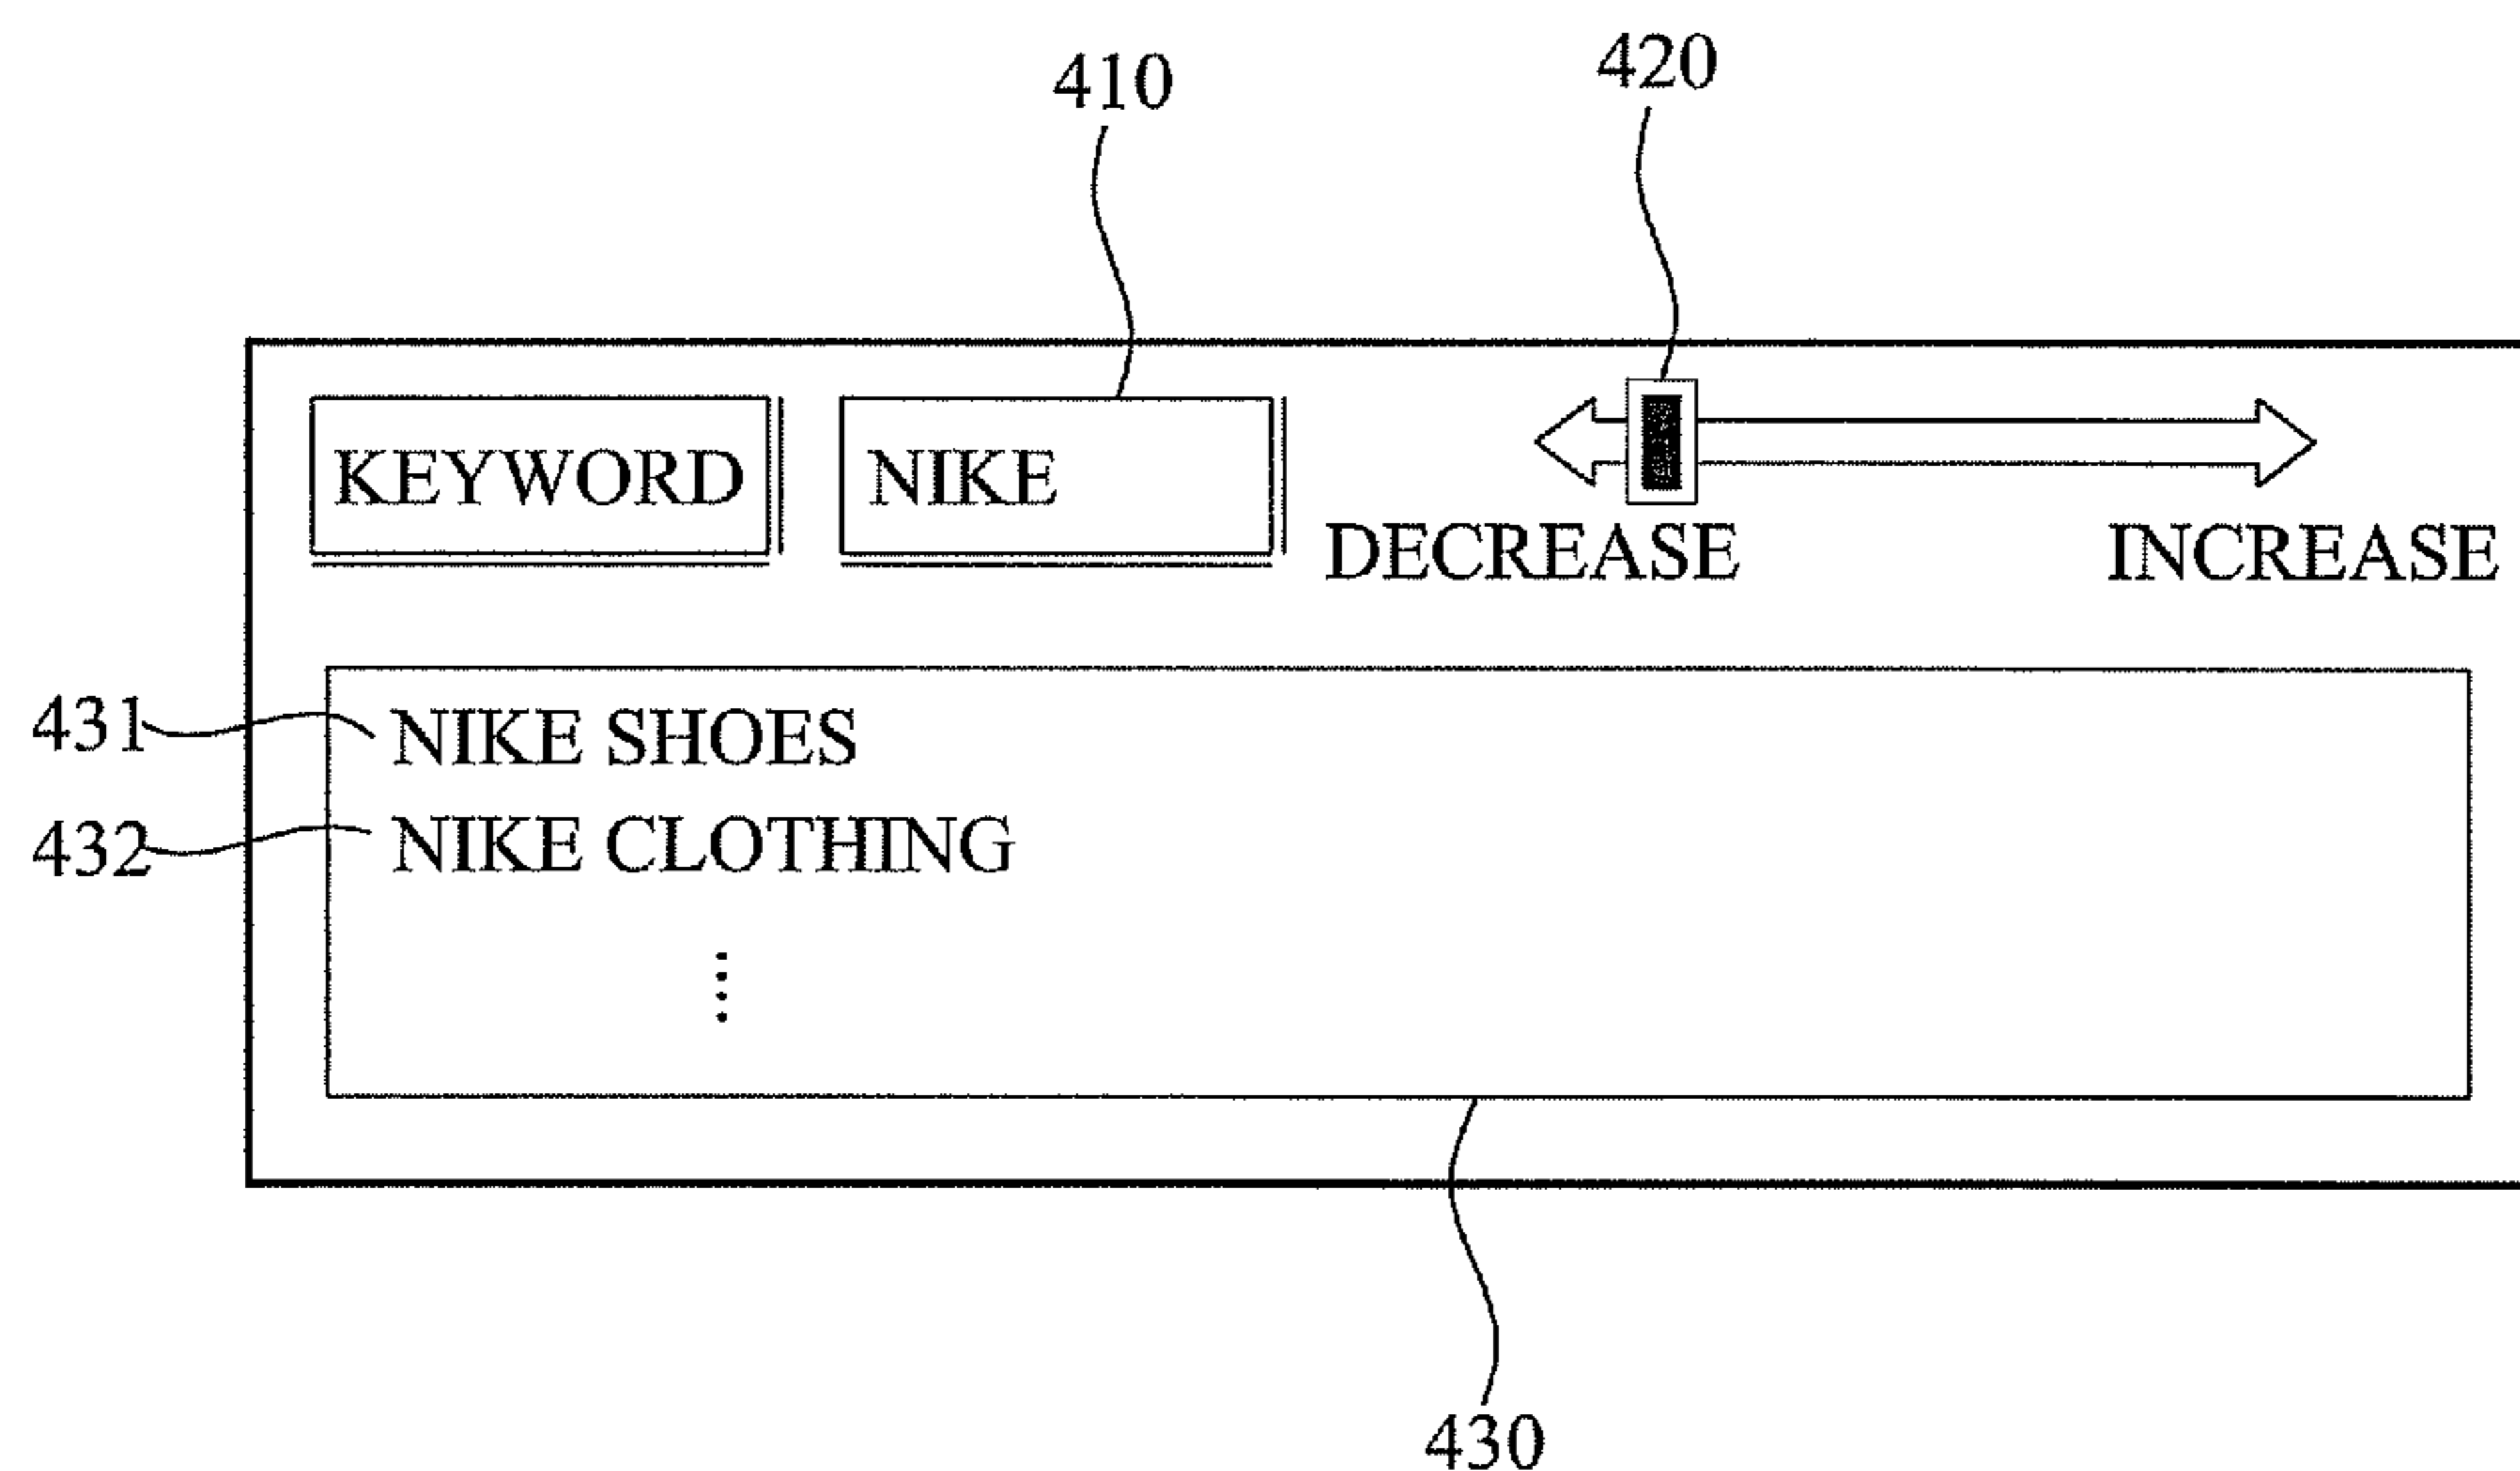 410
420
KEYWORD
NIKE
DECREASE
INCREASE
431
NIKE SHOES
432
NIKE CLOTHING
430